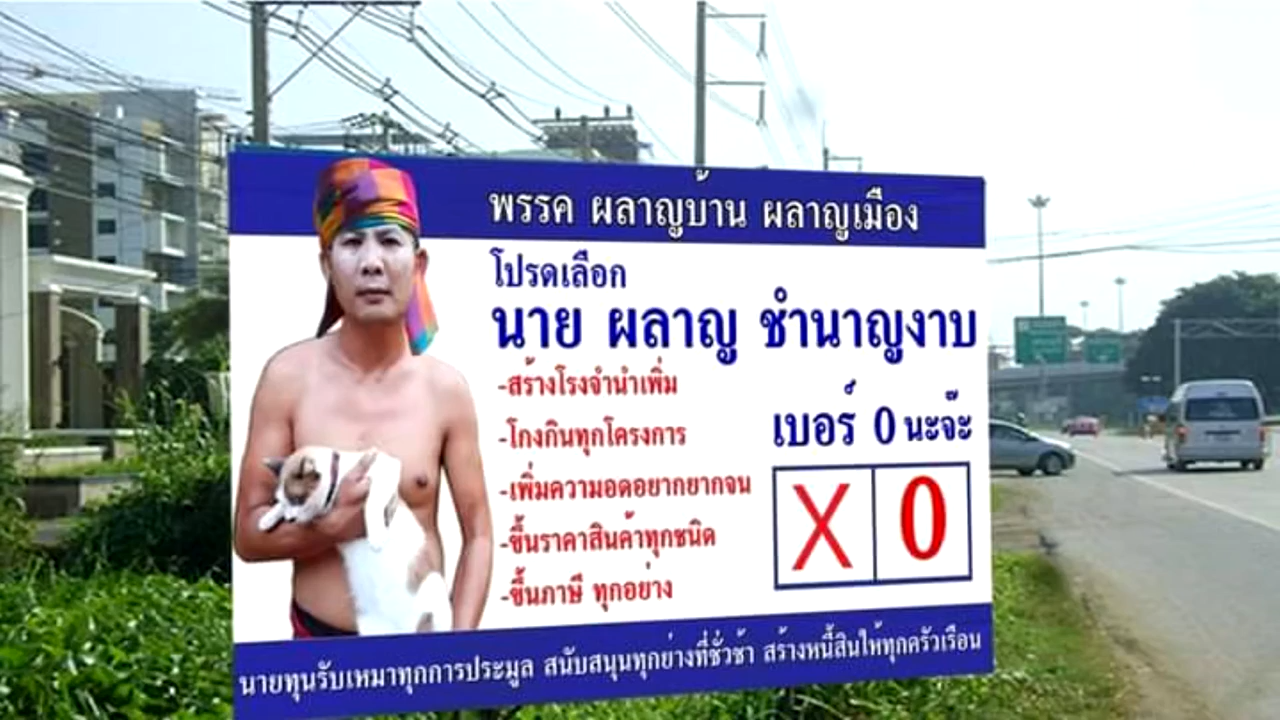 พรรค ผลาญบ้าน ผลาญเมือง
โปรดเลือก
นาย ผลาญ ชำนาญงาบ
-สร้างโรงจำนำเพิ่ม
-โกงกินทุกโครงการ
-เพิ่มความอดอยากยากจน
-ขึ้นราคาสินค้าทุกชนิด
-ขึ้นภาษี ทุกอย่าง
เบอร์ 0 นะจ๊ะ
X 0
นายทุนรับเหมาทุกการประมูล สนับสนุนทุกย่างที่ชั่วช้า สร้างหนี้สินให้ทุกครัวเรือน